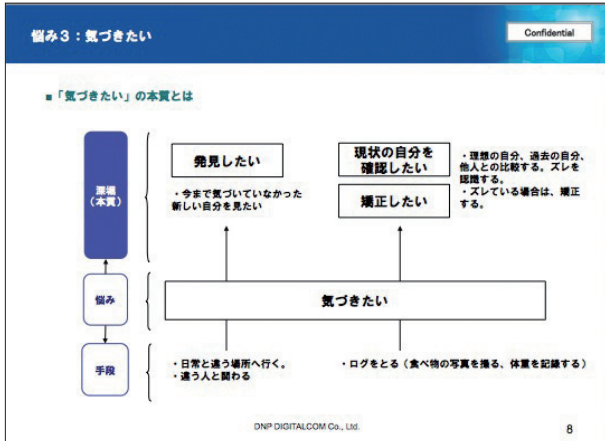 悩み３：気づきたい
Confidential
■「気づきたい」の本質とは
深堀
（本質）
発見したい
・今まで気づいていなかった
新しい自分を見たい
現状の自分を
確認したい
矯正したい
・理想の自分、過去の自分、
他人との比較する。ズレを
認識する。
・ズレている場合は、矯正
する。
悩み
気づきたい
手段
・日常と違う場所へ行く。
・違う人と関わる
・ログをとる（食べ物の写真を撮る、体重を記録する）
DNP DIGITALCOM Co., Ltd.
8